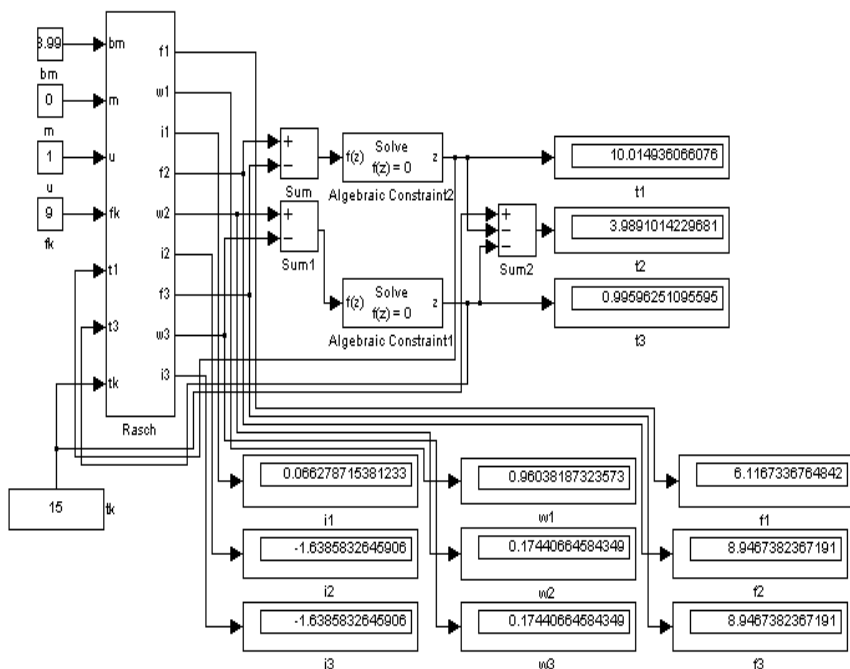 8.99
bm
0
m
1
u
9
fk
bm
m
u
fk
t1
t3
tk
f1
w1
i1
f2
w2
i2
f3
w3
i3
Rasch
15
tk
+
−
Sum
+
−
Sum1
Solve
f(z) f(z) = 0 z
Algebraic Constraint2
Solve
f(z) f(z) = 0 z
Algebraic Constraint1
+
−
−
Sum2
10.014936066076
t1
3.9891014229681
t2
0.99596251095595
t3
0.066278715381233
i1
0.96038187323573
w1
6.1167336764842
f1
-1.6385832645906
i2
0.17440664584349
w2
8.9467382367191
f2
-1.6385832645906
i3
0.17440664584349
w3
8.9467382367191
f3